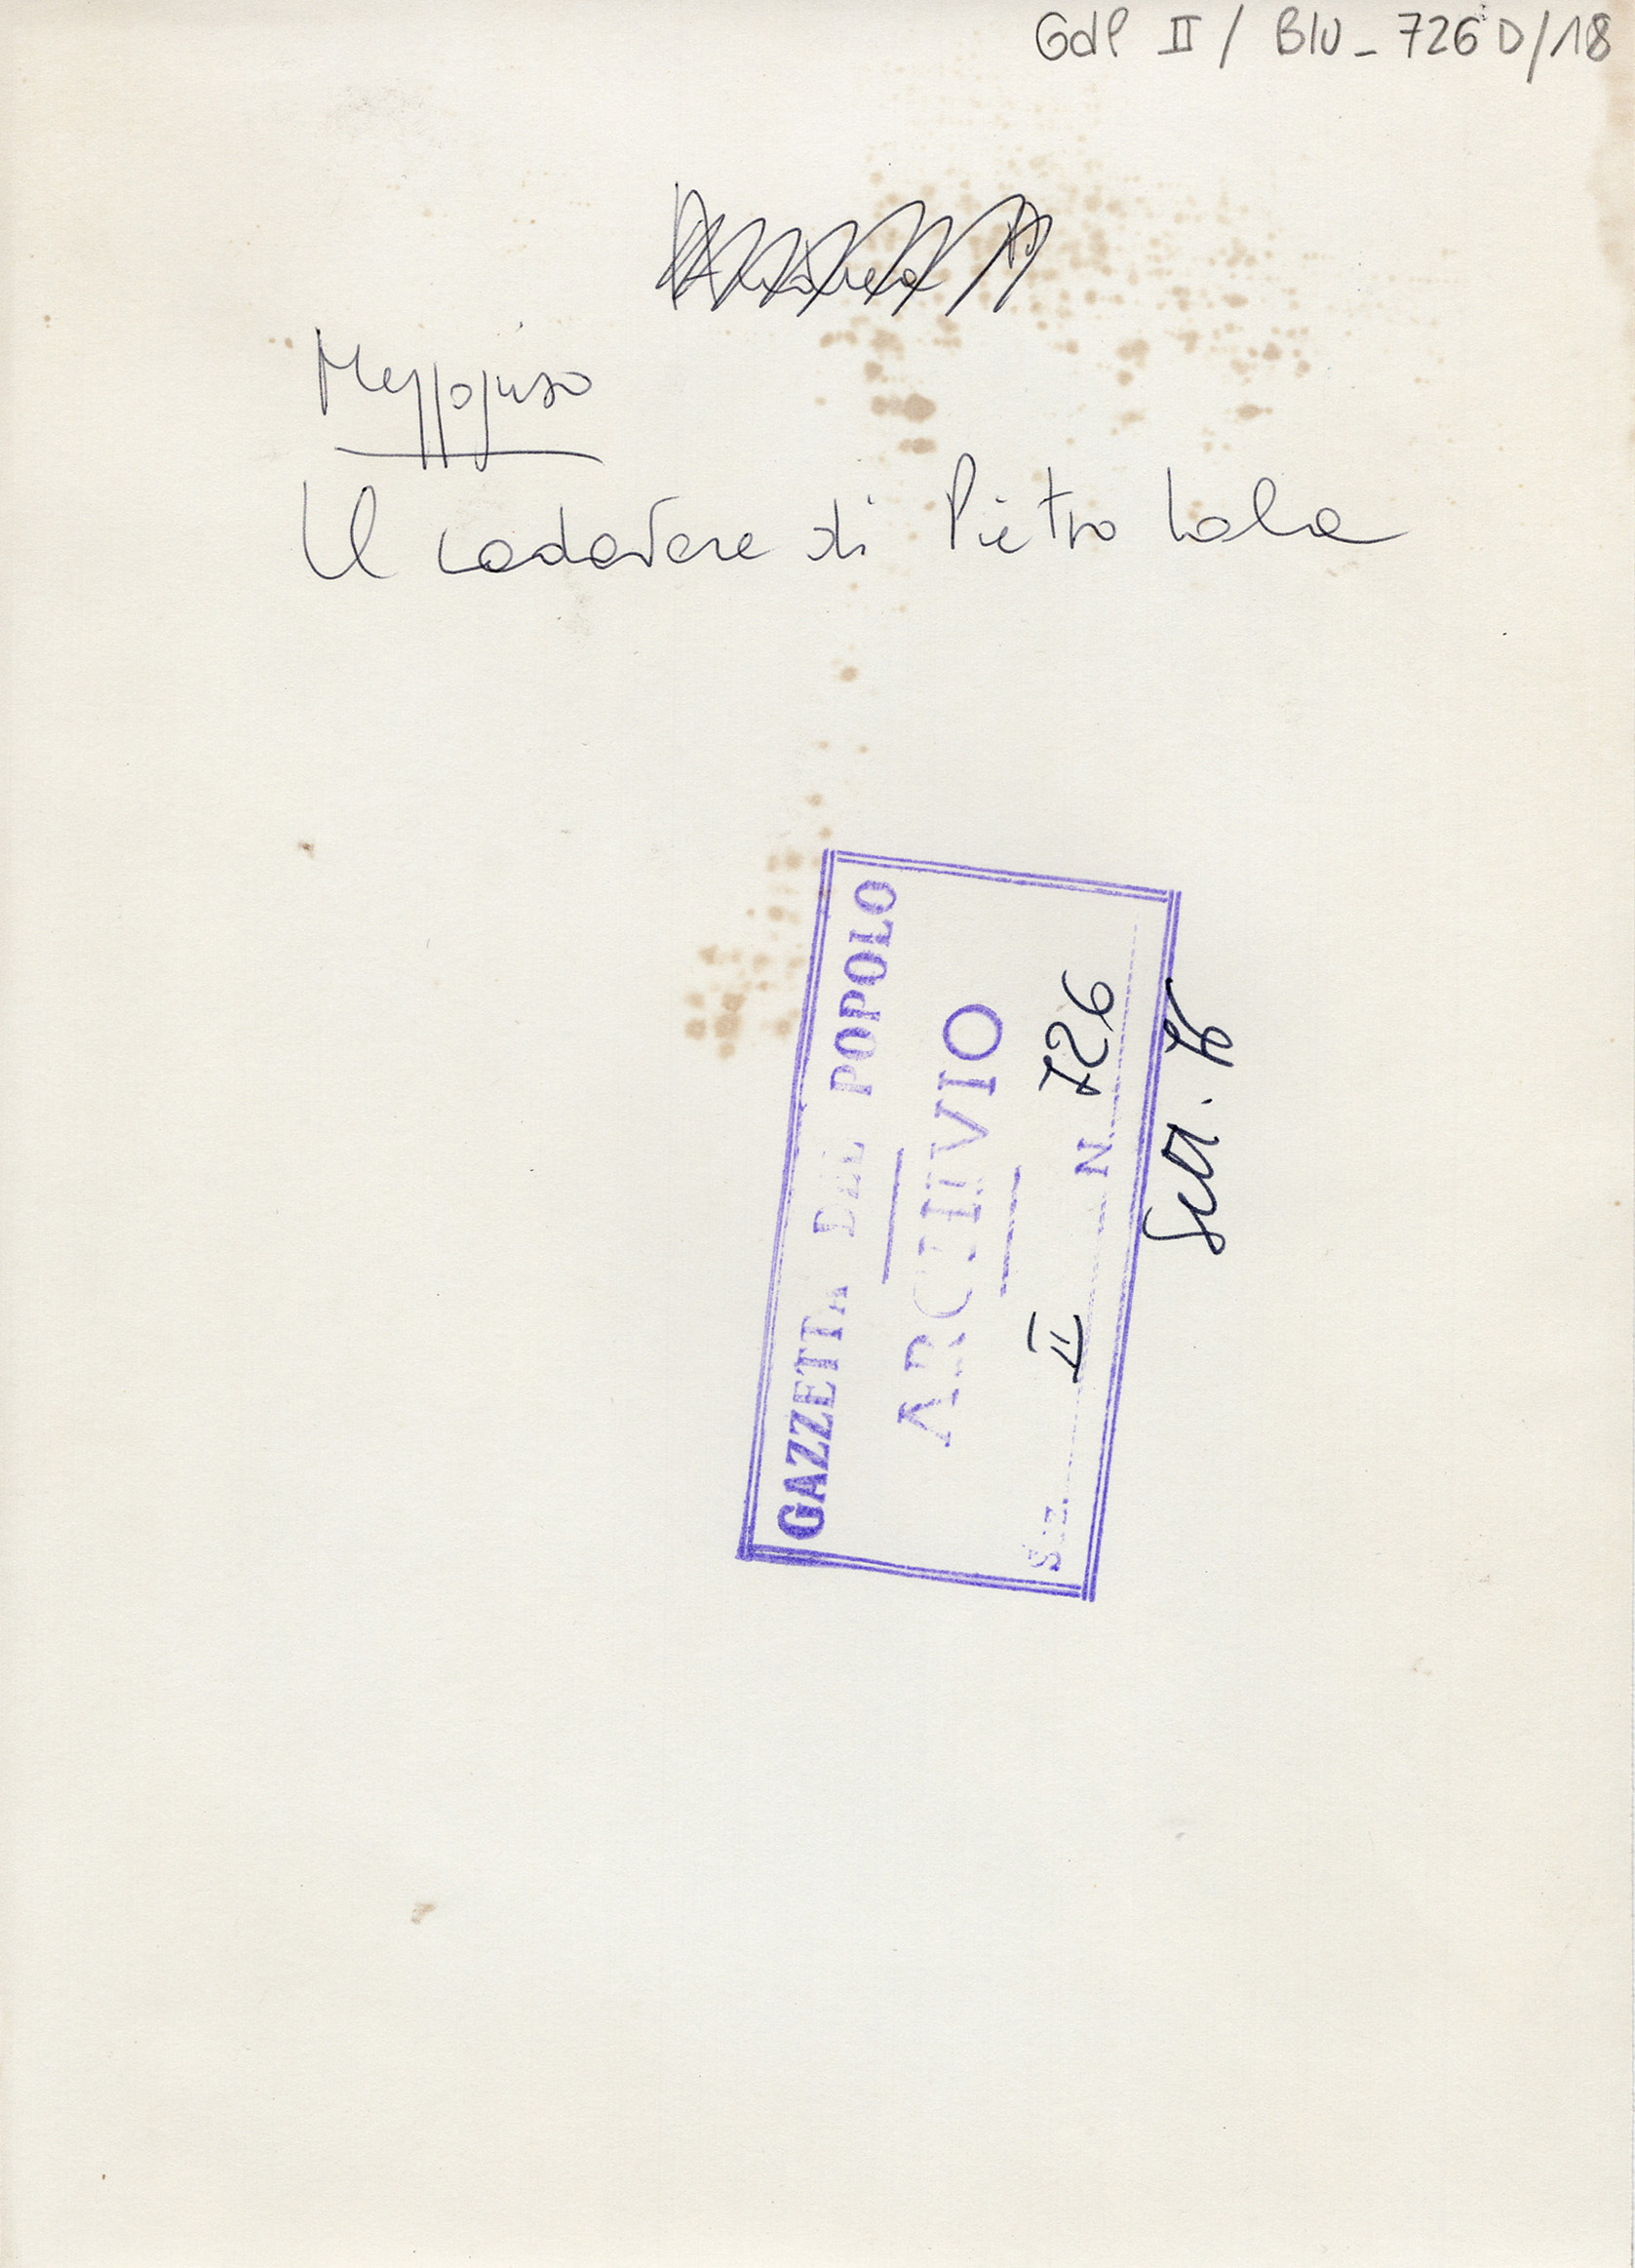 GdP II / Blu - 726 D/18
Mezzojuso
Il cadavere di Pietro Lala
GAZZETTA DEL POPOLO
ARCHIVIO
Sez. II N. 726